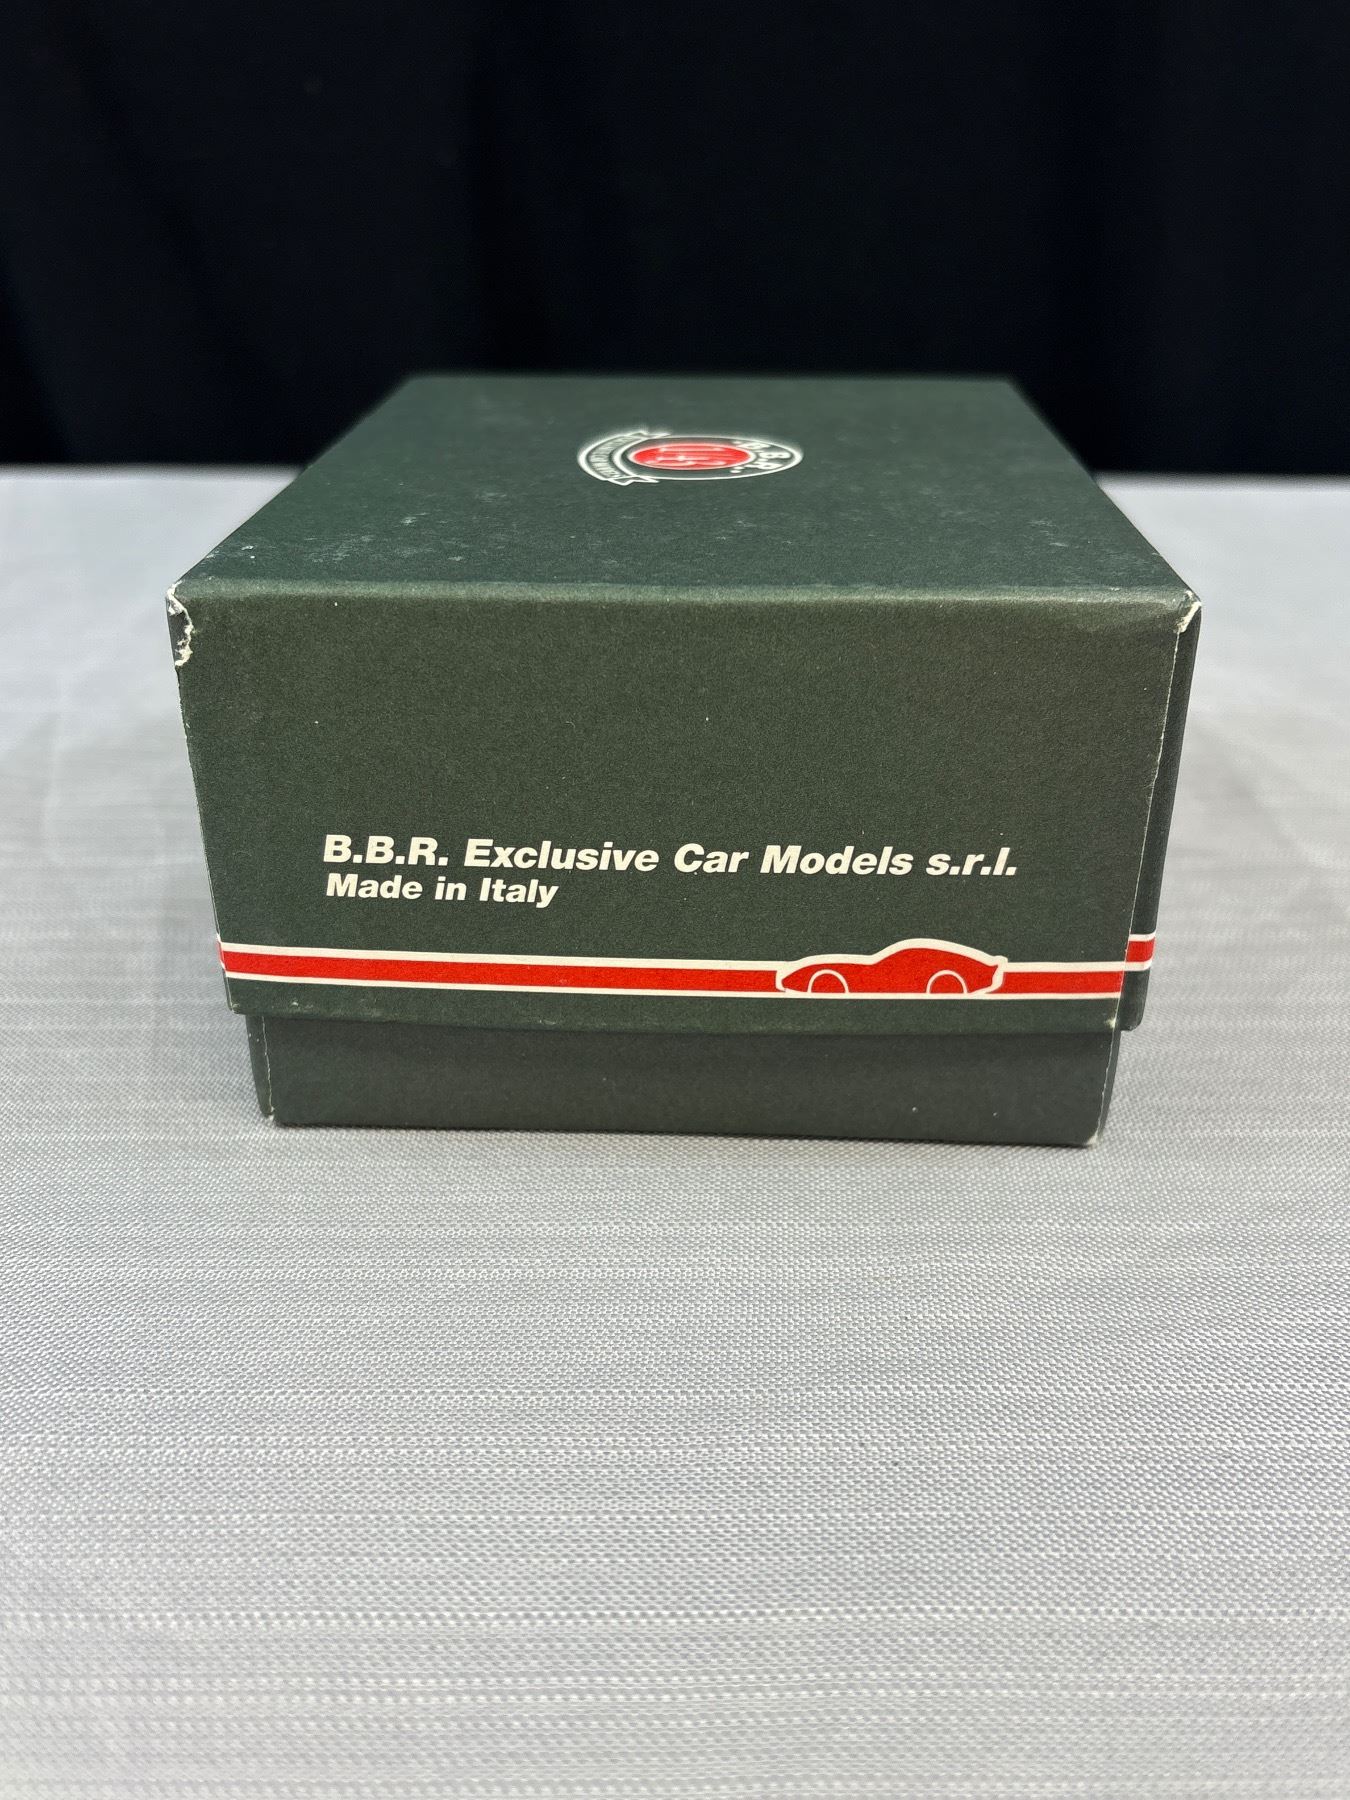 B.B.R.
B.B.R. Exclusive Car Models s.r.l.
Made in Italy